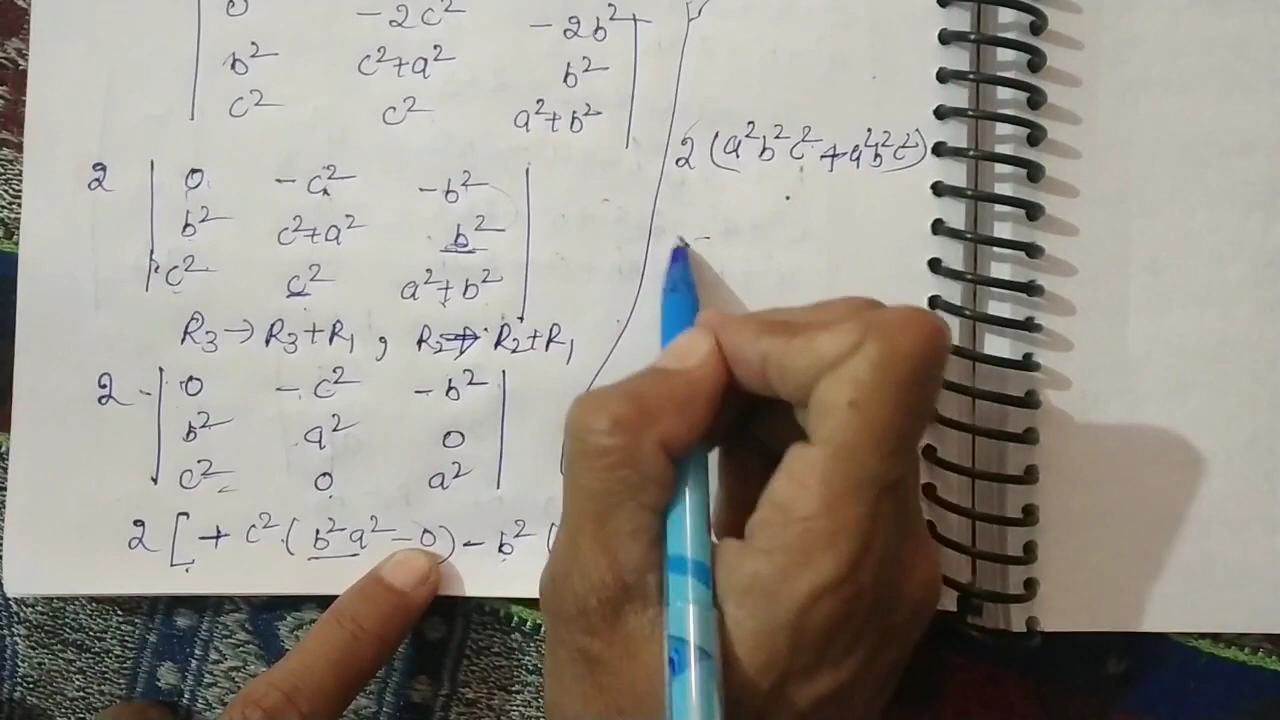 0 -2c² -2b²
b² c²+a² b²
c² c² a²+b²
2 | 0 -c² -b² |
| b² c²+a² b² |
| c² c² a²+b² |
R₃→R₃+R₁, R₂→R₂+R₁
2 | 0 -c² -b² |
| b² a² 0 |
| c² 0 a² |
2[+c²(b²a²-0)-b²(
2(a²b²c²+a²b²c²)